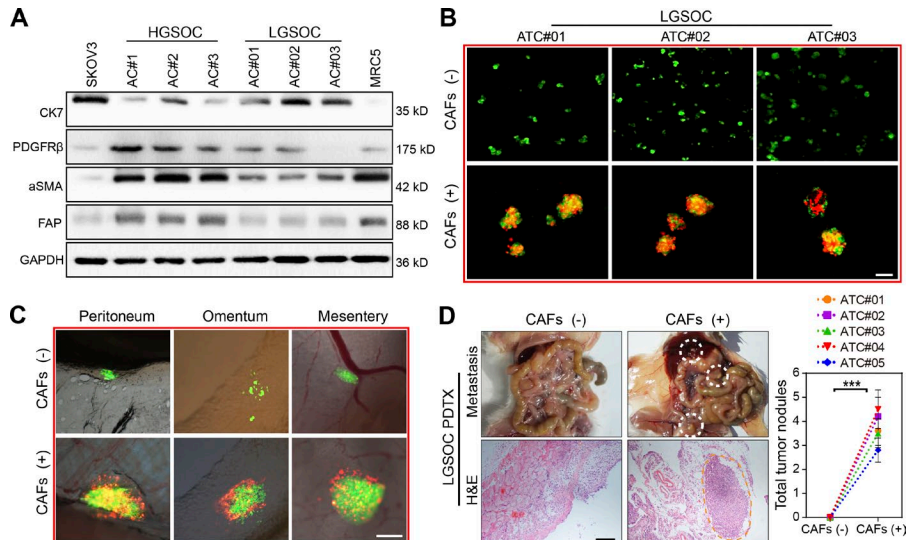 A
HGSOC LGSOC
SKOV3 AC#1 AC#2 AC#3 AC#01 AC#02 AC#03 MRC5
CK7 35 kD
PDGFRβ 175 kD
aSMA 42 kD
FAP 88 kD
GAPDH 36 kD
B
LGSOC
ATC#01 ATC#02 ATC#03
CAFs (-)
CAFs (+)
C
Peritoneum Omentum Mesentery
CAFs (-)
CAFs (+)
D
CAFs (-) CAFs (+)
LGSOC PDTX
Metastasis
H&E
ATC#01
ATC#02
ATC#03
ATC#04
ATC#05
Total tumor nodules
6
5
4
3
2
1
0
***
CAFs (-) CAFs (+)